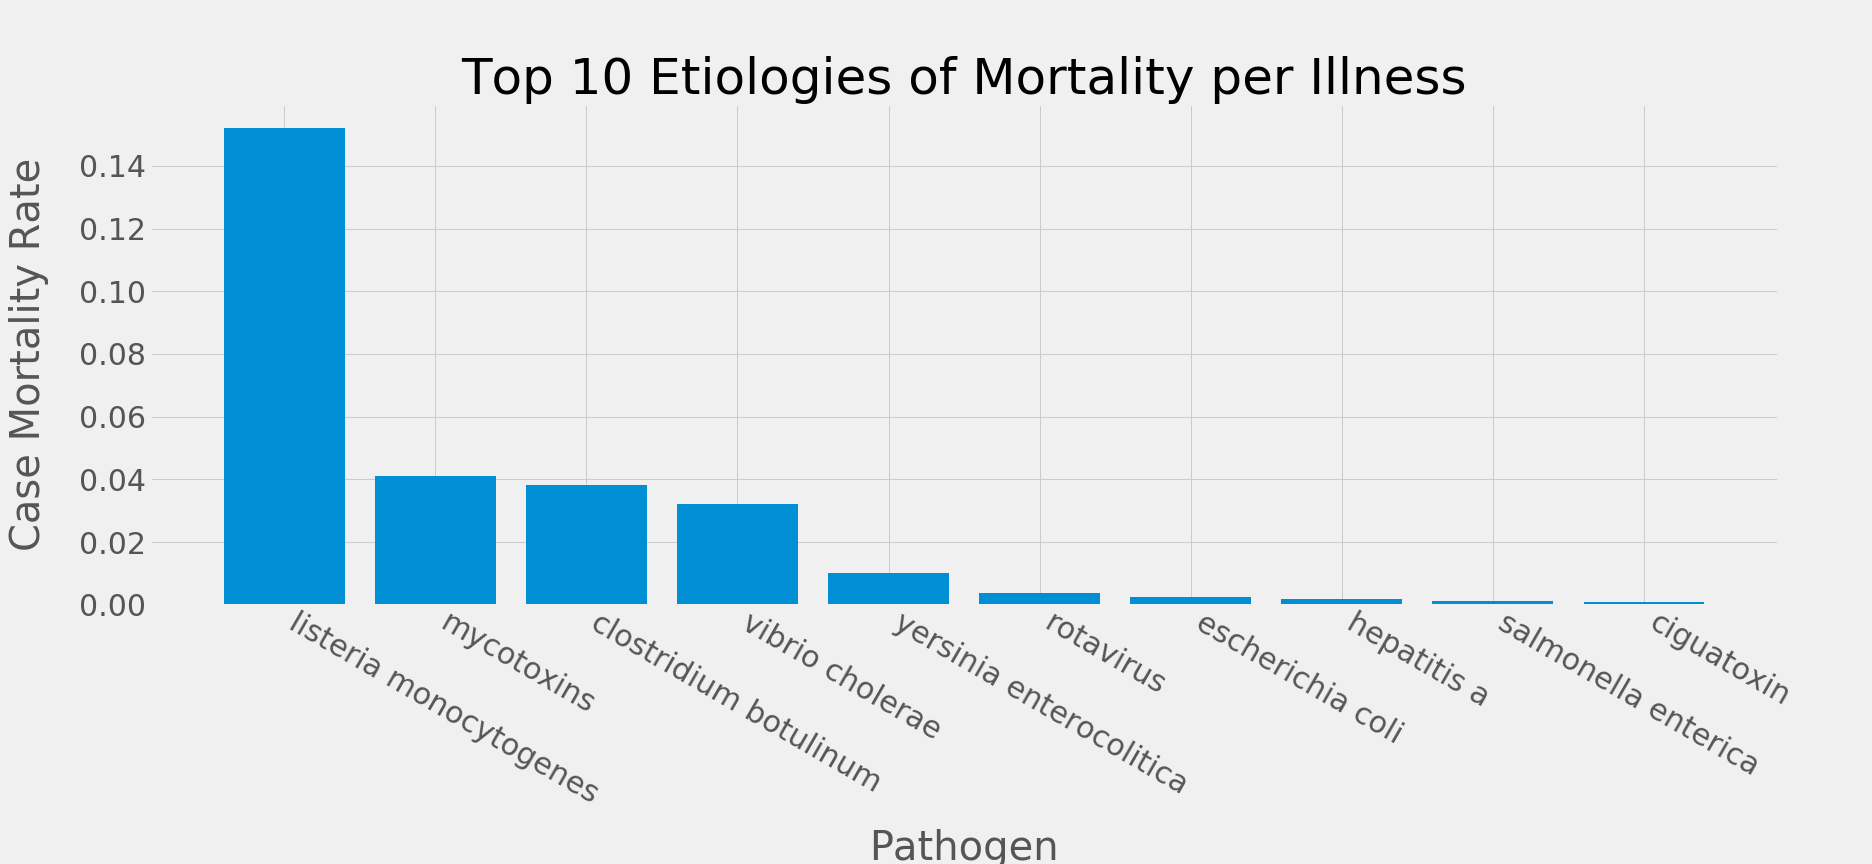 Top 10 Etiologies of Mortality per Illness
Case Mortality Rate
0.14
0.12
0.10
0.08
0.06
0.04
0.02
0.00
listeria monocytogenes
mycotoxins
clostridium botulinum
vibrio cholerae
yersinia enterocolitica
rotavirus
escherichia coli
hepatitis a
salmonella enterica
ciguatoxin
Pathogen